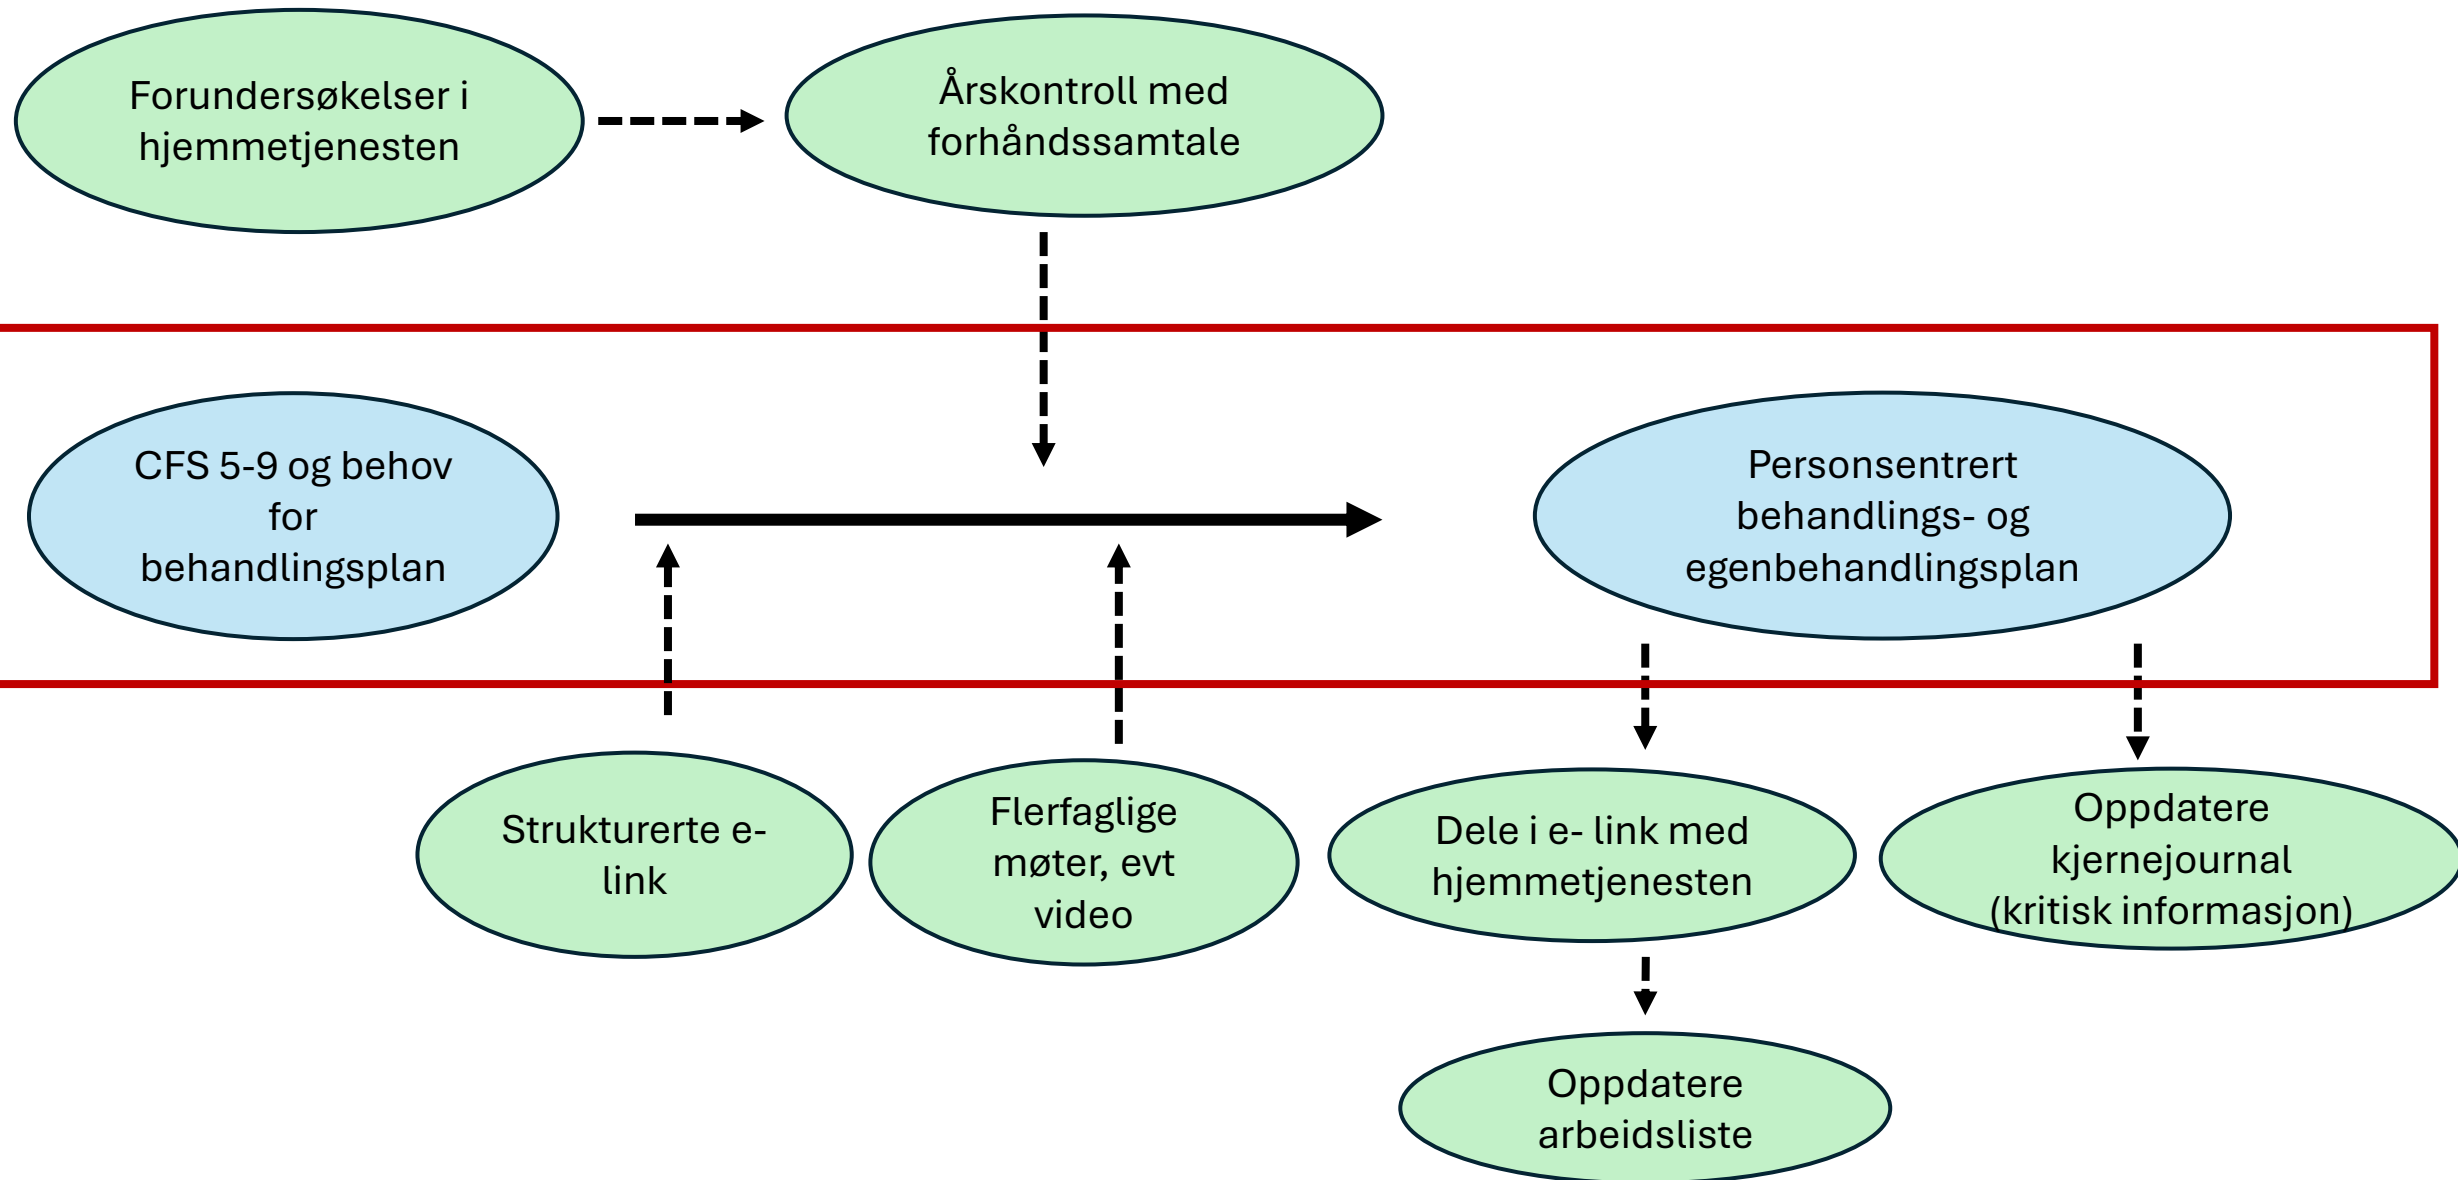 Forundersøkelser i
hjemmetjenesten
Årskontroll med
forhåndssamtale
CFS 5-9 og behov
for
behandlingsplan
Personsentrert
behandlings- og
egenbehandlingsplan
Strukturerte e-
link
Flerfaglige
møter, evt
video
Dele i e- link med
hjemmetjenesten
Oppdatere
kjernejournal
(kritisk informasjon)
Oppdatere
arbeidsliste